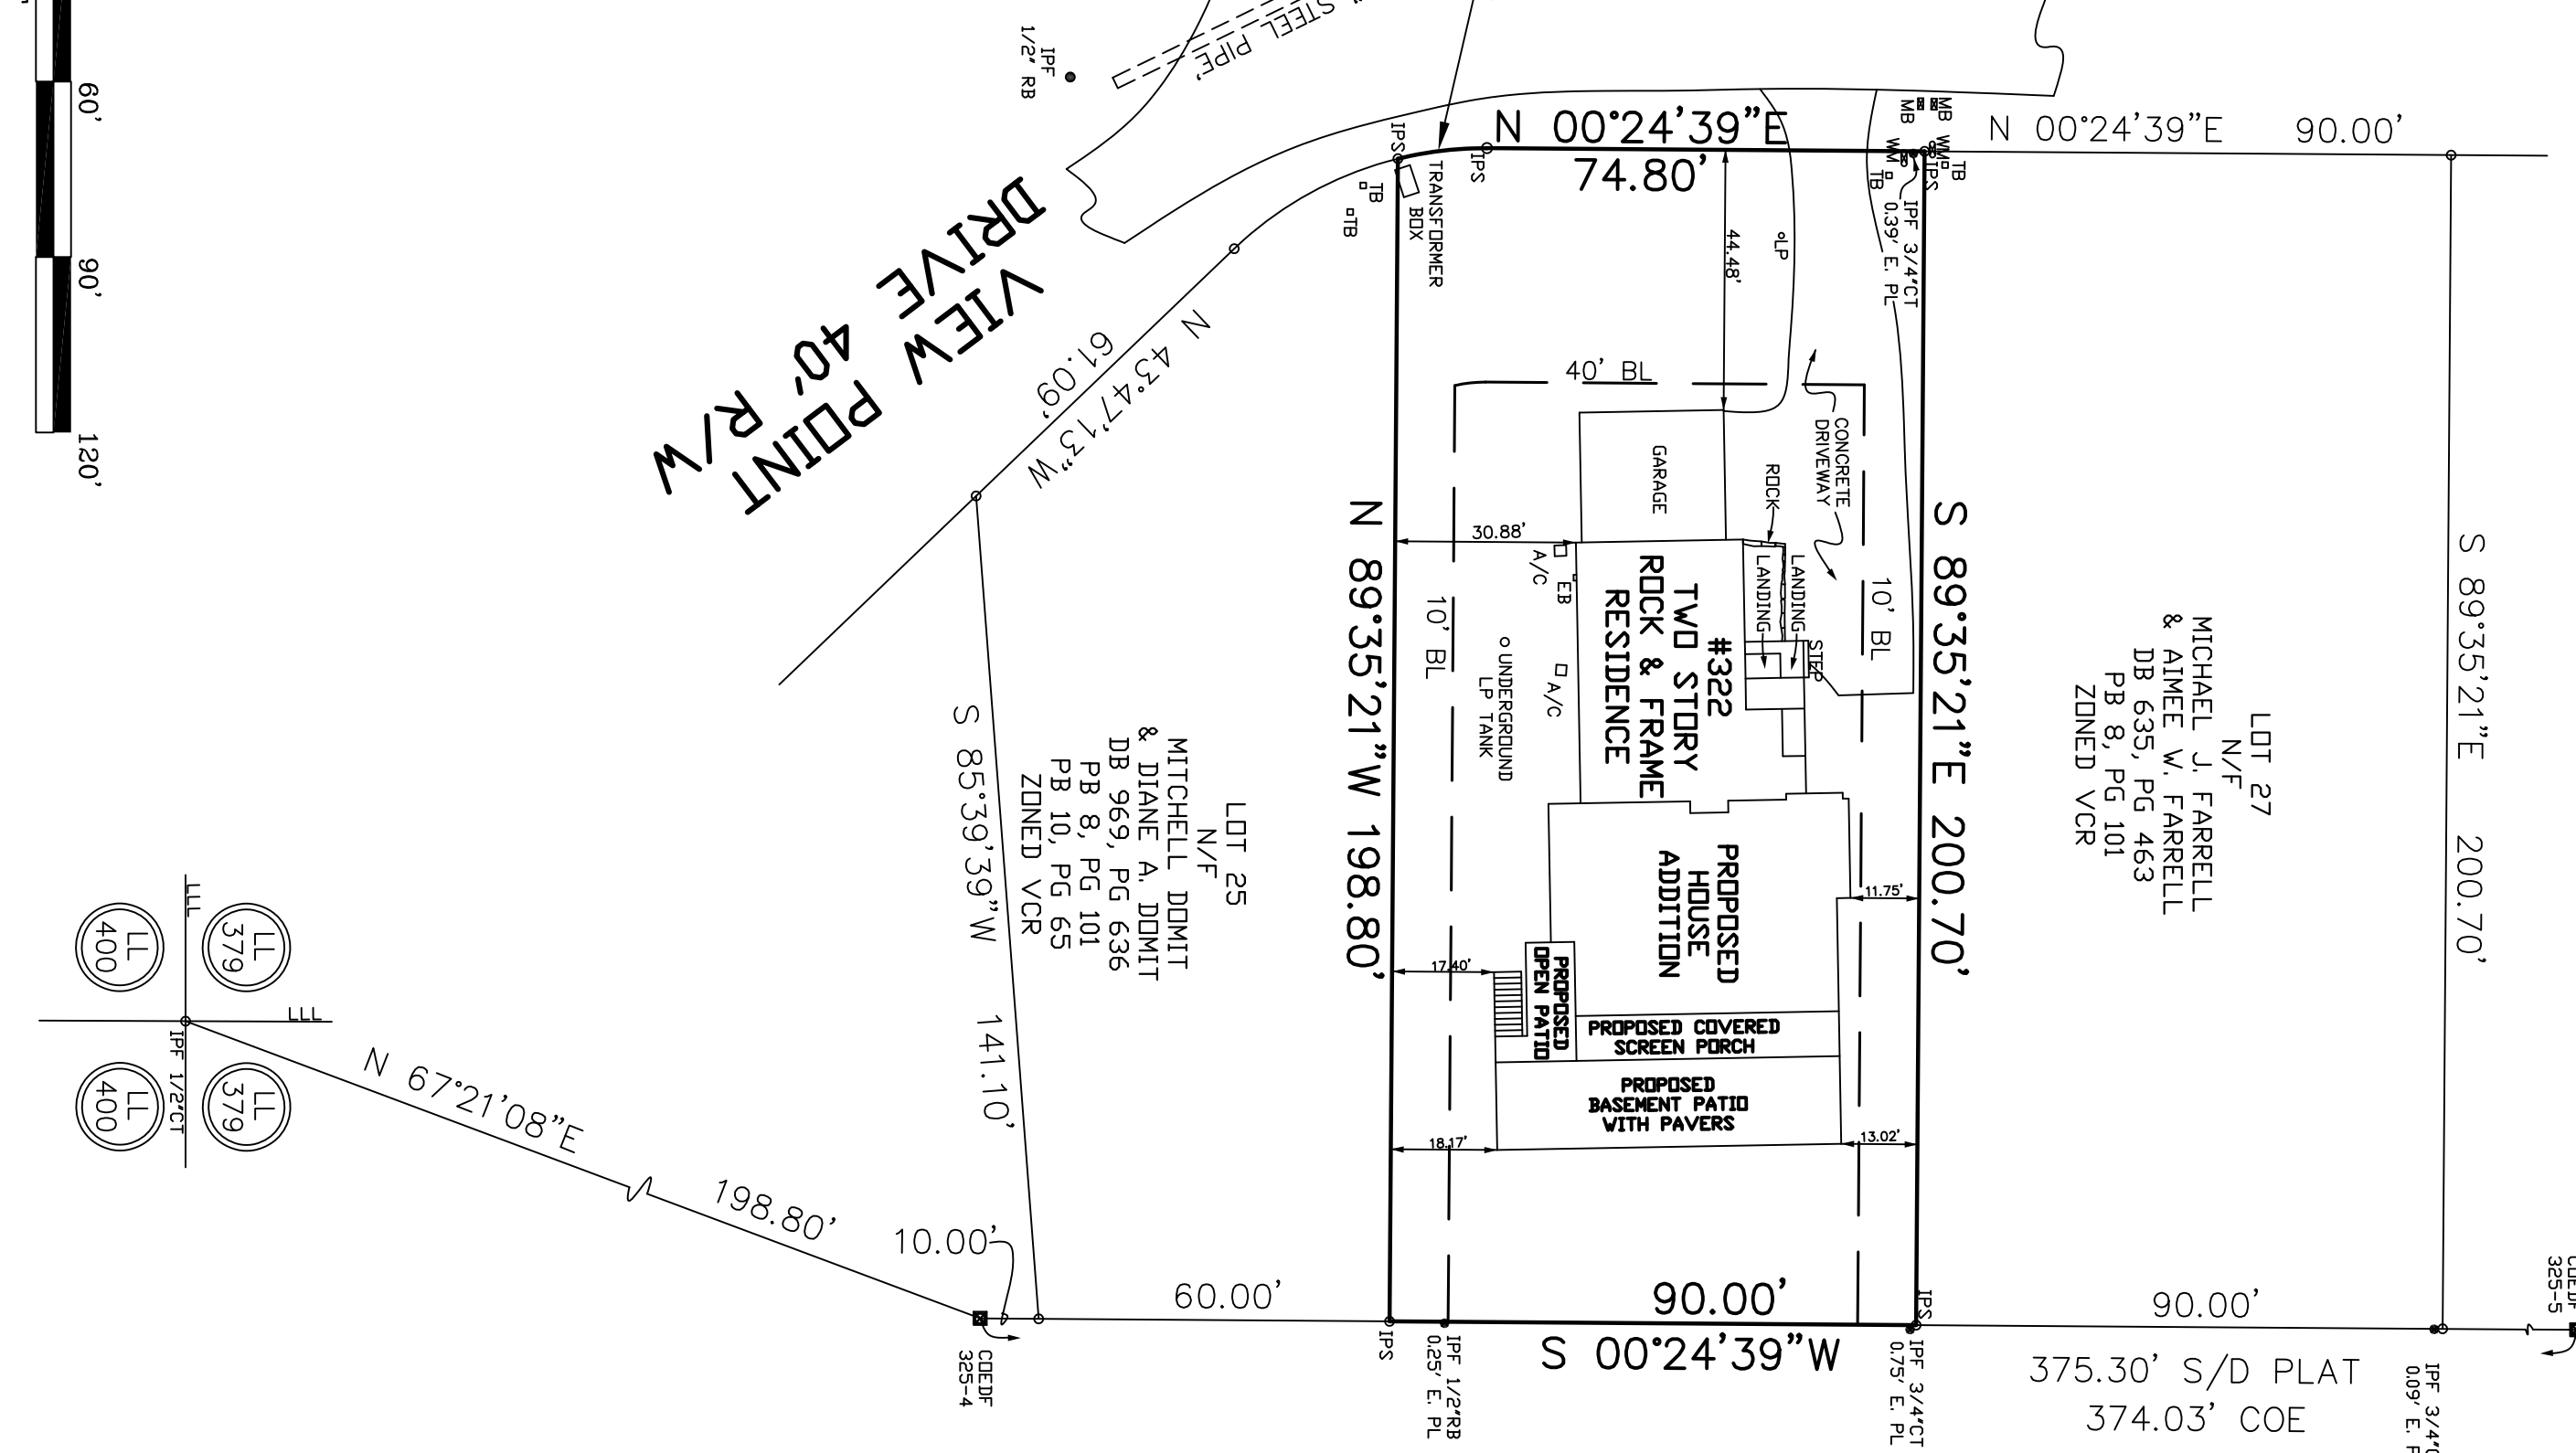 60'
90'
120'
IPF
1/2" RB
STEEL PIPE'
VIEW POINT
DRIVE
40' R/W
N 43°47'13"W
61.09'
IPS
IPS
N 00°24'39"E
74.80'
TRANSFORMER
BOX
TB
TB
MB
MB
WM
WM
TB
TB
IPS
IPF 3/4"CT
0.39' E. PL
N 00°24'39"E 90.00'
44.48'
LP
40' BL
CONCRETE
DRIVEWAY
GARAGE
ROCK
LANDING
LANDING
STEP
30.88'
A/C
EB
A/C
UNDERGROUND
LP TANK
#322
TWO STORY
ROCK & FRAME
RESIDENCE
10' BL
10' BL
N 89°35'21"W 198.80'
S 89°35'21"E 200.70'
S 89°35'21"E 200.70'
LOT 27
N/F
MICHAEL J. FARRELL
& AIMEE W. FARRELL
DB 635, PG 463
PB 8, PG 101
ZONED VCR
LOT 25
N/F
MITCHELL DOMIT
& DIANE A. DOMIT
DB 969, PG 636
PB 8, PG 101
PB 10, PG 65
ZONED VCR
S 85°39'39"W 141.10'
PROPOSED
HOUSE
ADDITION
11.75'
17.40'
PROPOSED
OPEN PATIO
PROPOSED COVERED
SCREEN PORCH
PROPOSED
BASEMENT PATIO
WITH PAVERS
18.17'
13.02'
LLL
LLL
LL
400
LL
379
LL
400
LL
379
IPF 1/2"CT
N 67°21'08"E
198.80'
10.00'
60.00'
90.00'
S 00°24'39"W
90.00'
COEDF
325-4
IPS
IPF 1/2"RB
0.25' E. PL
IPS
IPF 3/4"CT
0.75' E. PL
375.30' S/D PLAT
374.03' COE
IPF 3/4"
0.09' E.
COEDF
325-5